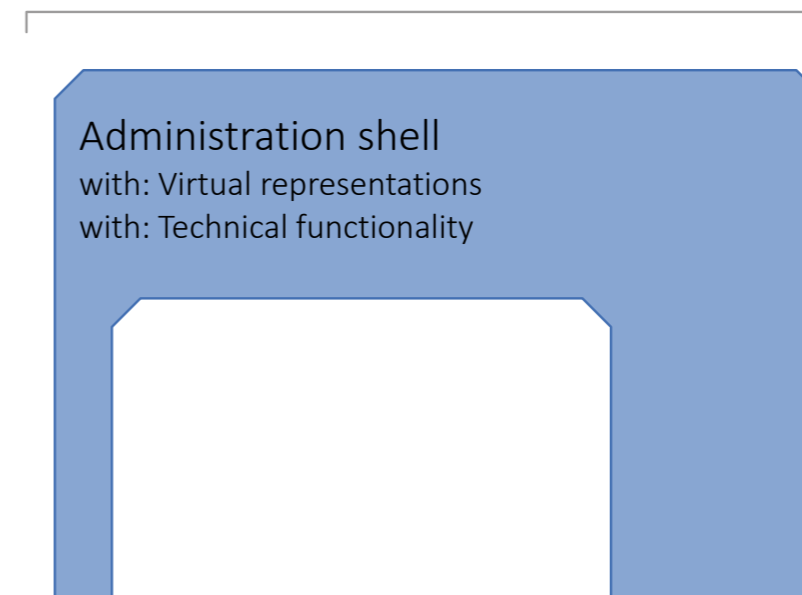 Administration shell
with: Virtual representations
with: Technical functionality